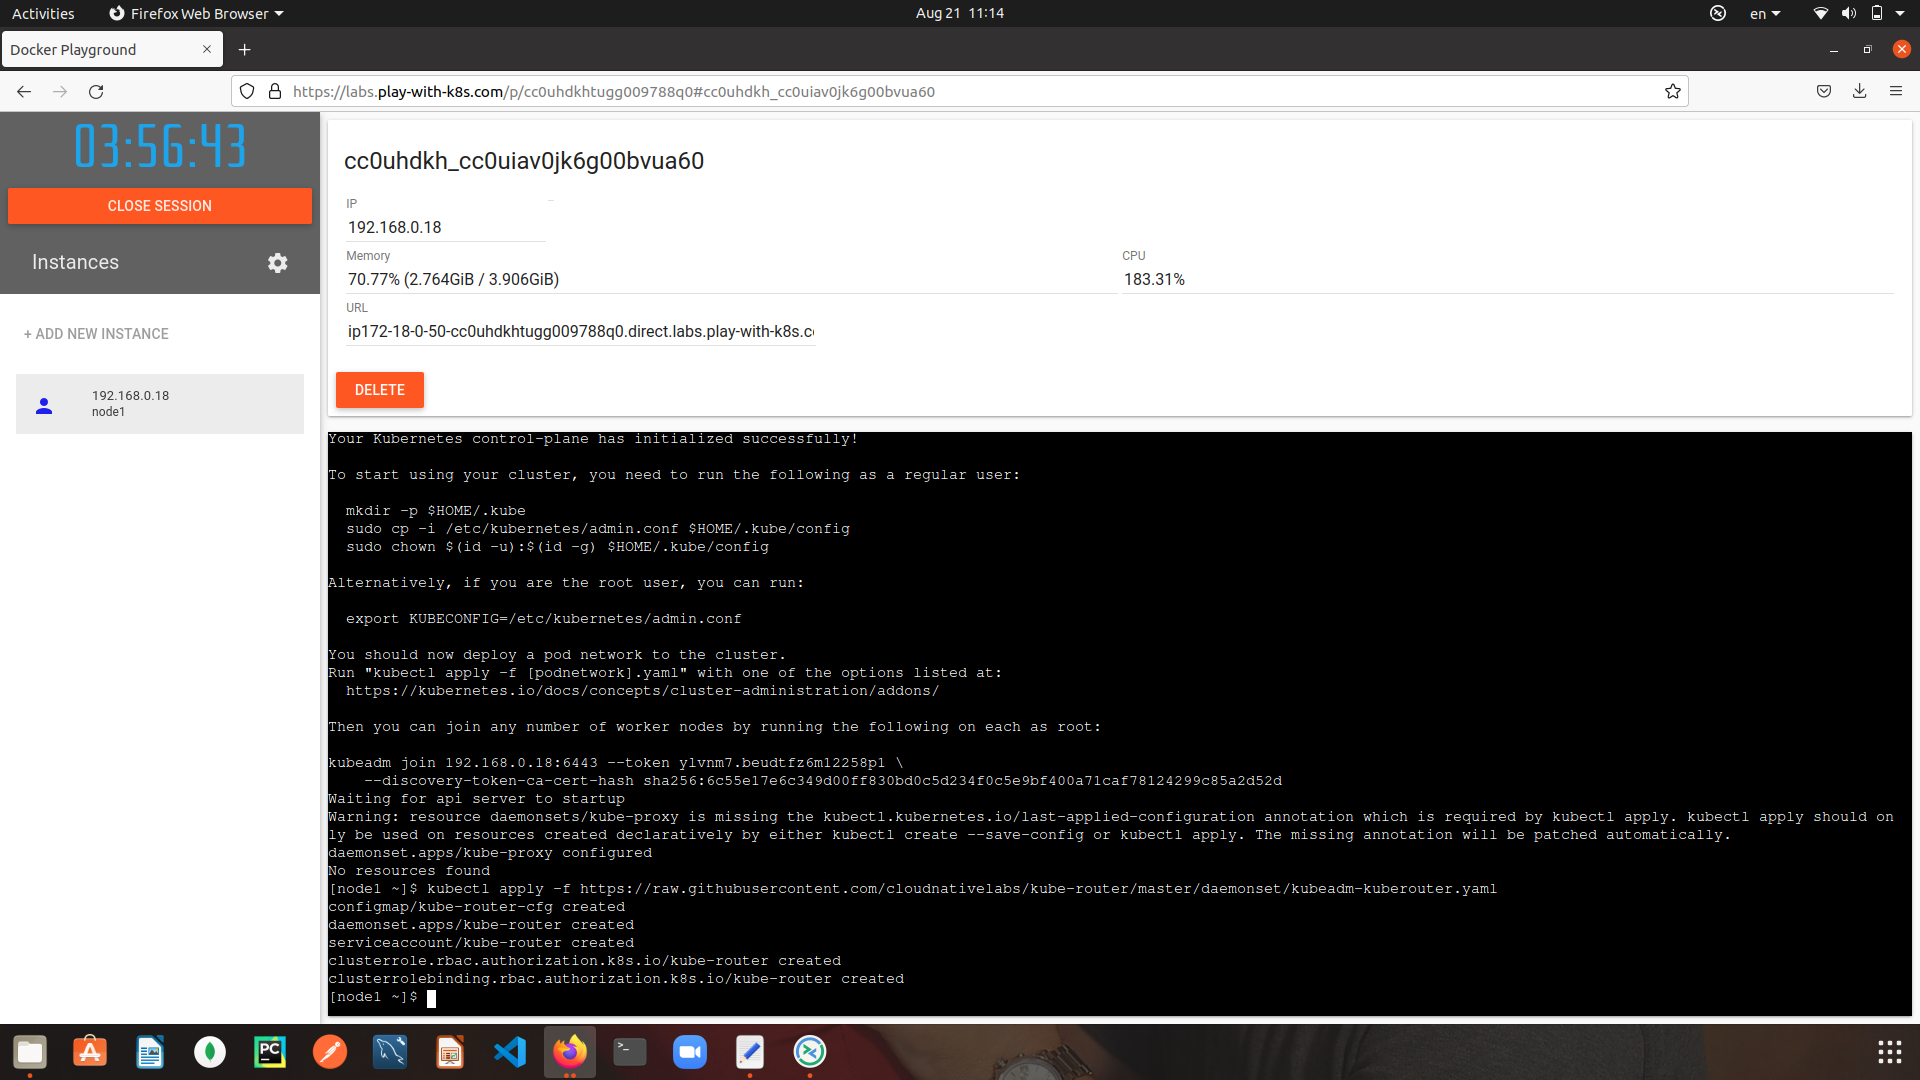 Activities
Firefox Web Browser
Aug 21 11:14
en
Docker Playground
https://labs.play-with-k8s.com/p/cc0uhdkhtugg009788q0#cc0uhdkh_cc0uiav0jk6g00bvua60
03:56:43
CLOSE SESSION
Instances
+ ADD NEW INSTANCE
192.168.0.18
node1
cc0uhdkh_cc0uiav0jk6g00bvua60
IP
192.168.0.18
Memory
70.77% (2.764GiB / 3.906GiB)
CPU
183.31%
URL
ip172-18-0-50-cc0uhdkhtugg009788q0.direct.labs.play-with-k8s.c
DELETE
Your Kubernetes control-plane has initialized successfully!
To start using your cluster, you need to run the following as a regular user:
mkdir -p $HOME/.kube
sudo cp -i /etc/kubernetes/admin.conf $HOME/.kube/config
sudo chown $(id -u):$(id -g) $HOME/.kube/config
Alternatively, if you are the root user, you can run:
export KUBECONFIG=/etc/kubernetes/admin.conf
You should now deploy a pod network to the cluster.
Run "kubectl apply -f [podnetwork].yaml" with one of the options listed at:
https://kubernetes.io/docs/concepts/cluster-administration/addons/
Then you can join any number of worker nodes by running the following on each as root:
kubeadm join 192.168.0.18:6443 --token ylvnm7.beudtfz6m12258p1 \
--discovery-token-ca-cert-hash sha256:6c55e17e6c349d00ff830bd0c5d234f0c5e9bf400a71caf78124299c85a2d52d
Waiting for api server to startup
Warning: resource daemonsets/kube-proxy is missing the kubectl.kubernetes.io/last-applied-configuration annotation which is required by kubectl apply. kubectl apply should on
ly be used on resources created declaratively by either kubectl create --save-config or kubectl apply. The missing annotation will be patched automatically.
daemonset.apps/kube-proxy configured
No resources found
[node1 ~]$ kubectl apply -f https://raw.githubusercontent.com/cloudnativelabs/kube-router/master/daemonset/kubeadm-kuberouter.yaml
configmap/kube-router-cfg created
daemonset.apps/kube-router created
serviceaccount/kube-router created
clusterrole.rbac.authorization.k8s.io/kube-router created
clusterrolebinding.rbac.authorization.k8s.io/kube-router created
[node1 ~]$
PC